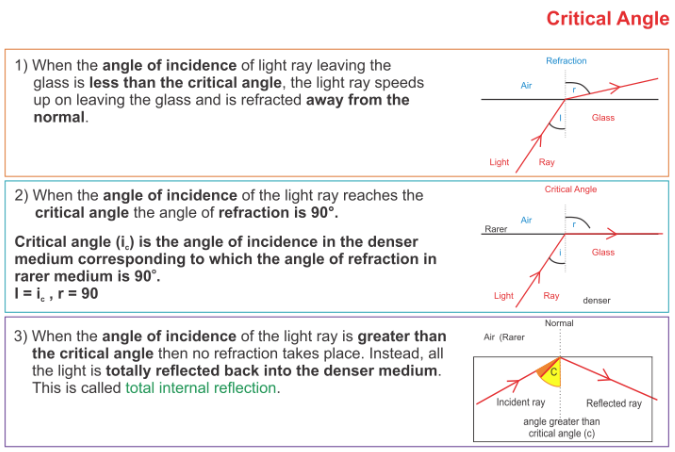 Critical Angle
1) When the angle of incidence of light ray leaving the
glass is less than the critical angle, the light ray speeds
up on leaving the glass and is refracted away from the
normal.
Refraction
Air
r
i
Glass
Light
Ray
2) When the angle of incidence of the light ray reaches the
critical angle the angle of refraction is 90°.
Critical angle (i꜀) is the angle of incidence in the denser
medium corresponding to which the angle of refraction in
rarer medium is 90°.
I = i꜀ , r = 90
Critical Angle
Air
r
Rarer
i
Glass
Light
Ray
denser
3) When the angle of incidence of the light ray is greater than
the critical angle then no refraction takes place. Instead, all
the light is totally reflected back into the denser medium.
This is called total internal reflection.
Normal
Air (Rarer
C
Incident ray
Reflected ray
angle greater than
critical angle (c)